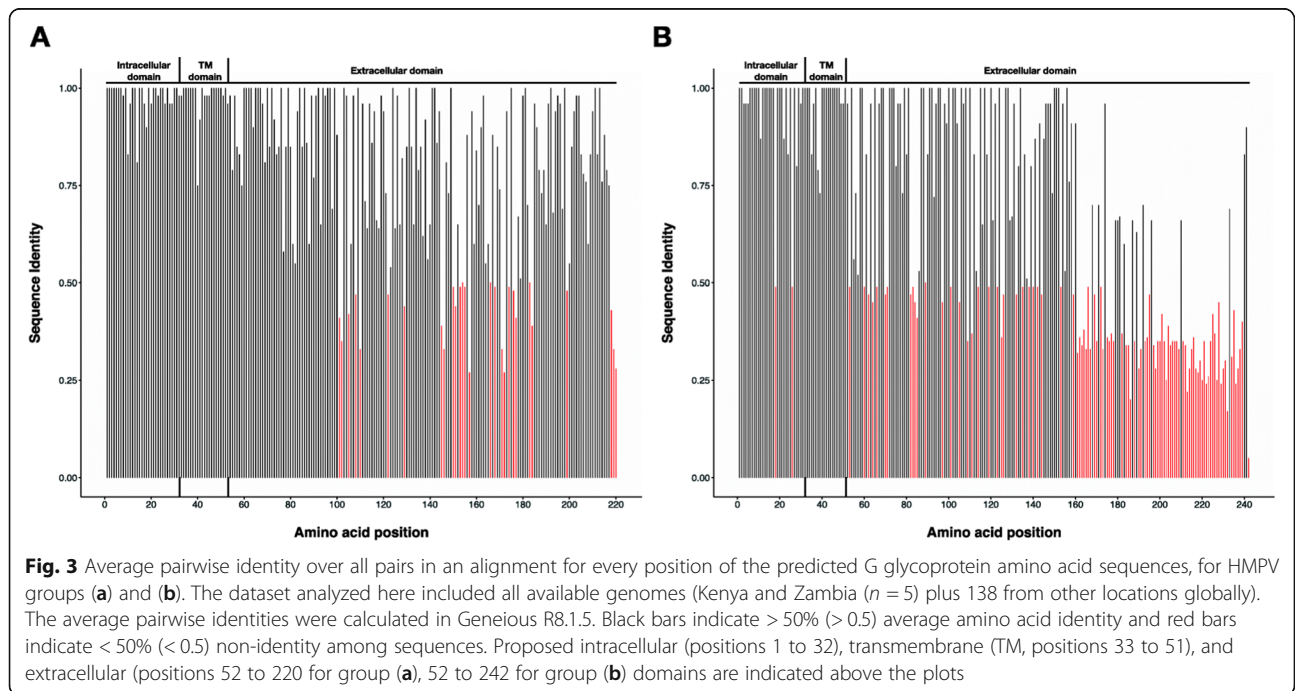 A
B
Intracellular
domain
TM
domain
Extracellular domain
Intracellular
domain
TM
domain
Extracellular domain
Sequence Identity
1.00
0.75
0.50
0.25
0.00
0 20 40 60 80 100 120 140 160 180 200 220
Amino acid position
Sequence Identity
1.00
0.75
0.50
0.25
0.00
0 20 40 60 80 100 120 140 160 180 200 220 240
Amino acid position
Fig. 3 Average pairwise identity over all pairs in an alignment for every position of the predicted G glycoprotein amino acid sequences, for HMPV
groups (a) and (b). The dataset analyzed here included all available genomes (Kenya and Zambia (n = 5) plus 138 from other locations globally).
The average pairwise identities were calculated in Geneious R8.1.5. Black bars indicate > 50% (> 0.5) average amino acid identity and red bars
indicate < 50% (< 0.5) non-identity among sequences. Proposed intracellular (positions 1 to 32), transmembrane (TM, positions 33 to 51), and
extracellular (positions 52 to 220 for group (a), 52 to 242 for group (b) domains are indicated above the plots